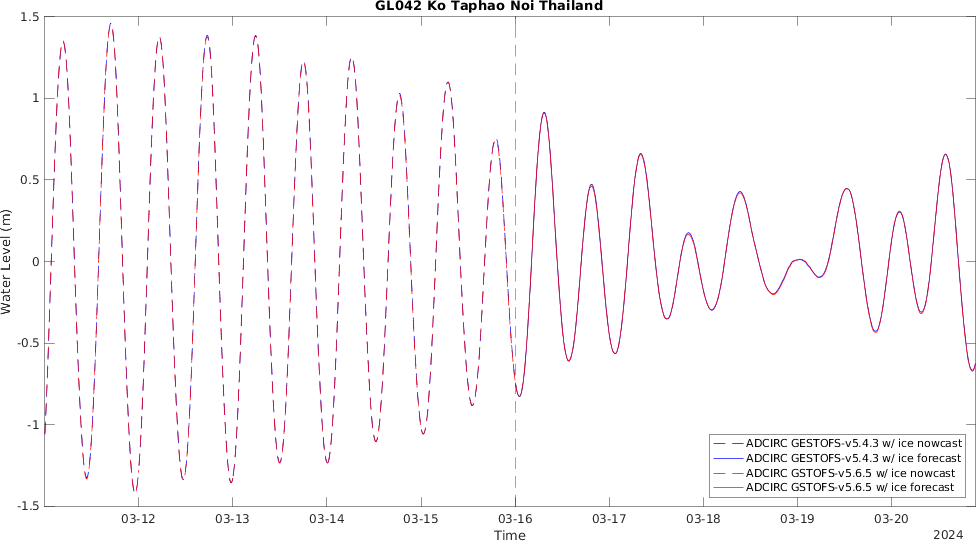 GL042 Ko Taphao Noi Thailand
1.5
1
0.5
0
-0.5
-1
-1.5
Water Level (m)
03-12 03-13 03-14 03-15 03-16 03-17 03-18 03-19 03-20
Time
2024
ADCIRC GESTOFS-v5.4.3 w/ ice nowcast
ADCIRC GESTOFS-v5.4.3 w/ ice forecast
ADCIRC GSTOFS-v5.6.5 w/ ice nowcast
ADCIRC GSTOFS-v5.6.5 w/ ice forecast